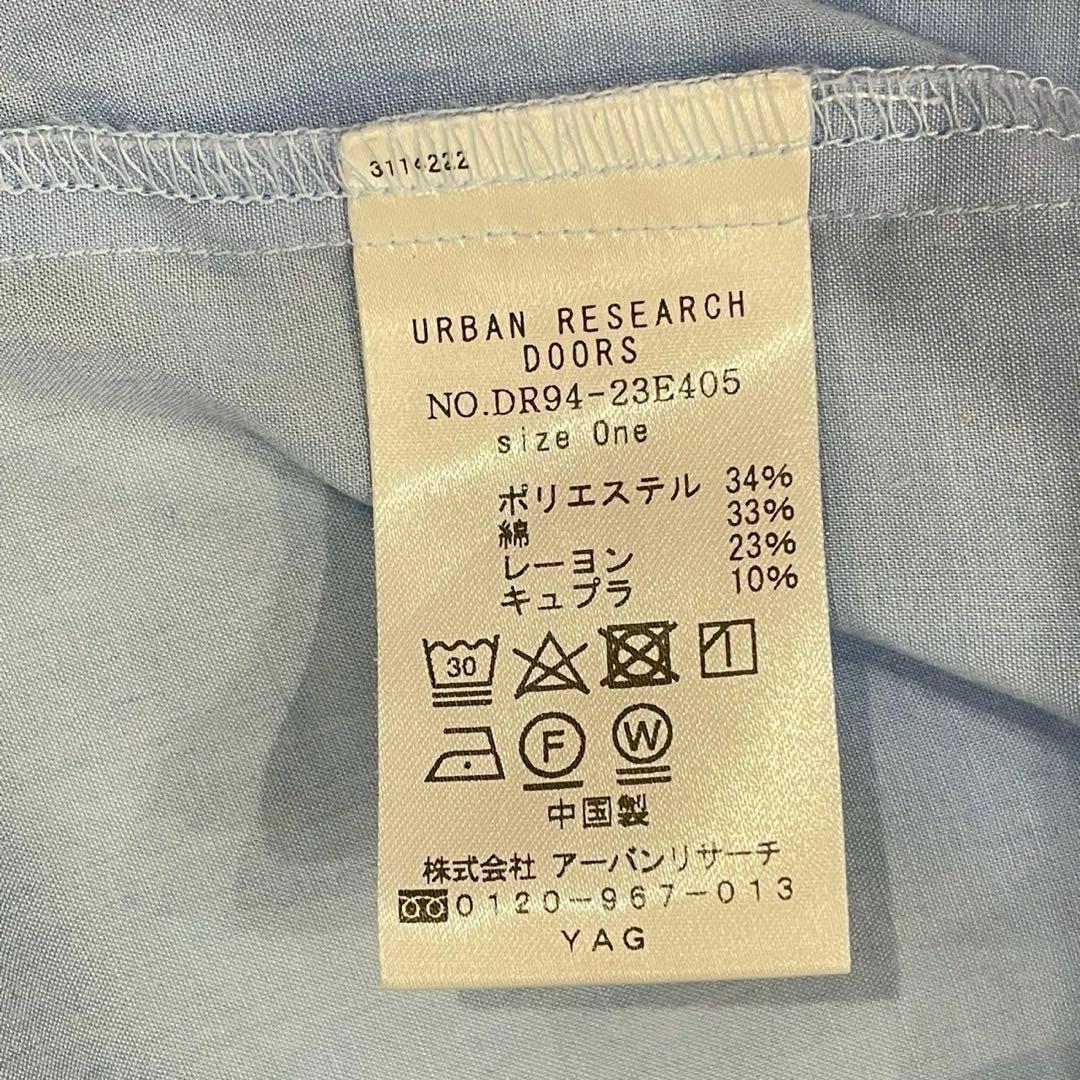 URBAN RESEARCH
DOORS
NO.DR94-23E405
size One
ポリエステル 34%
綿 33%
レーヨン 23%
キュプラ 10%
30
F W
中国製
株式会社 アーバンリサーチ
0120-967-013
YAG